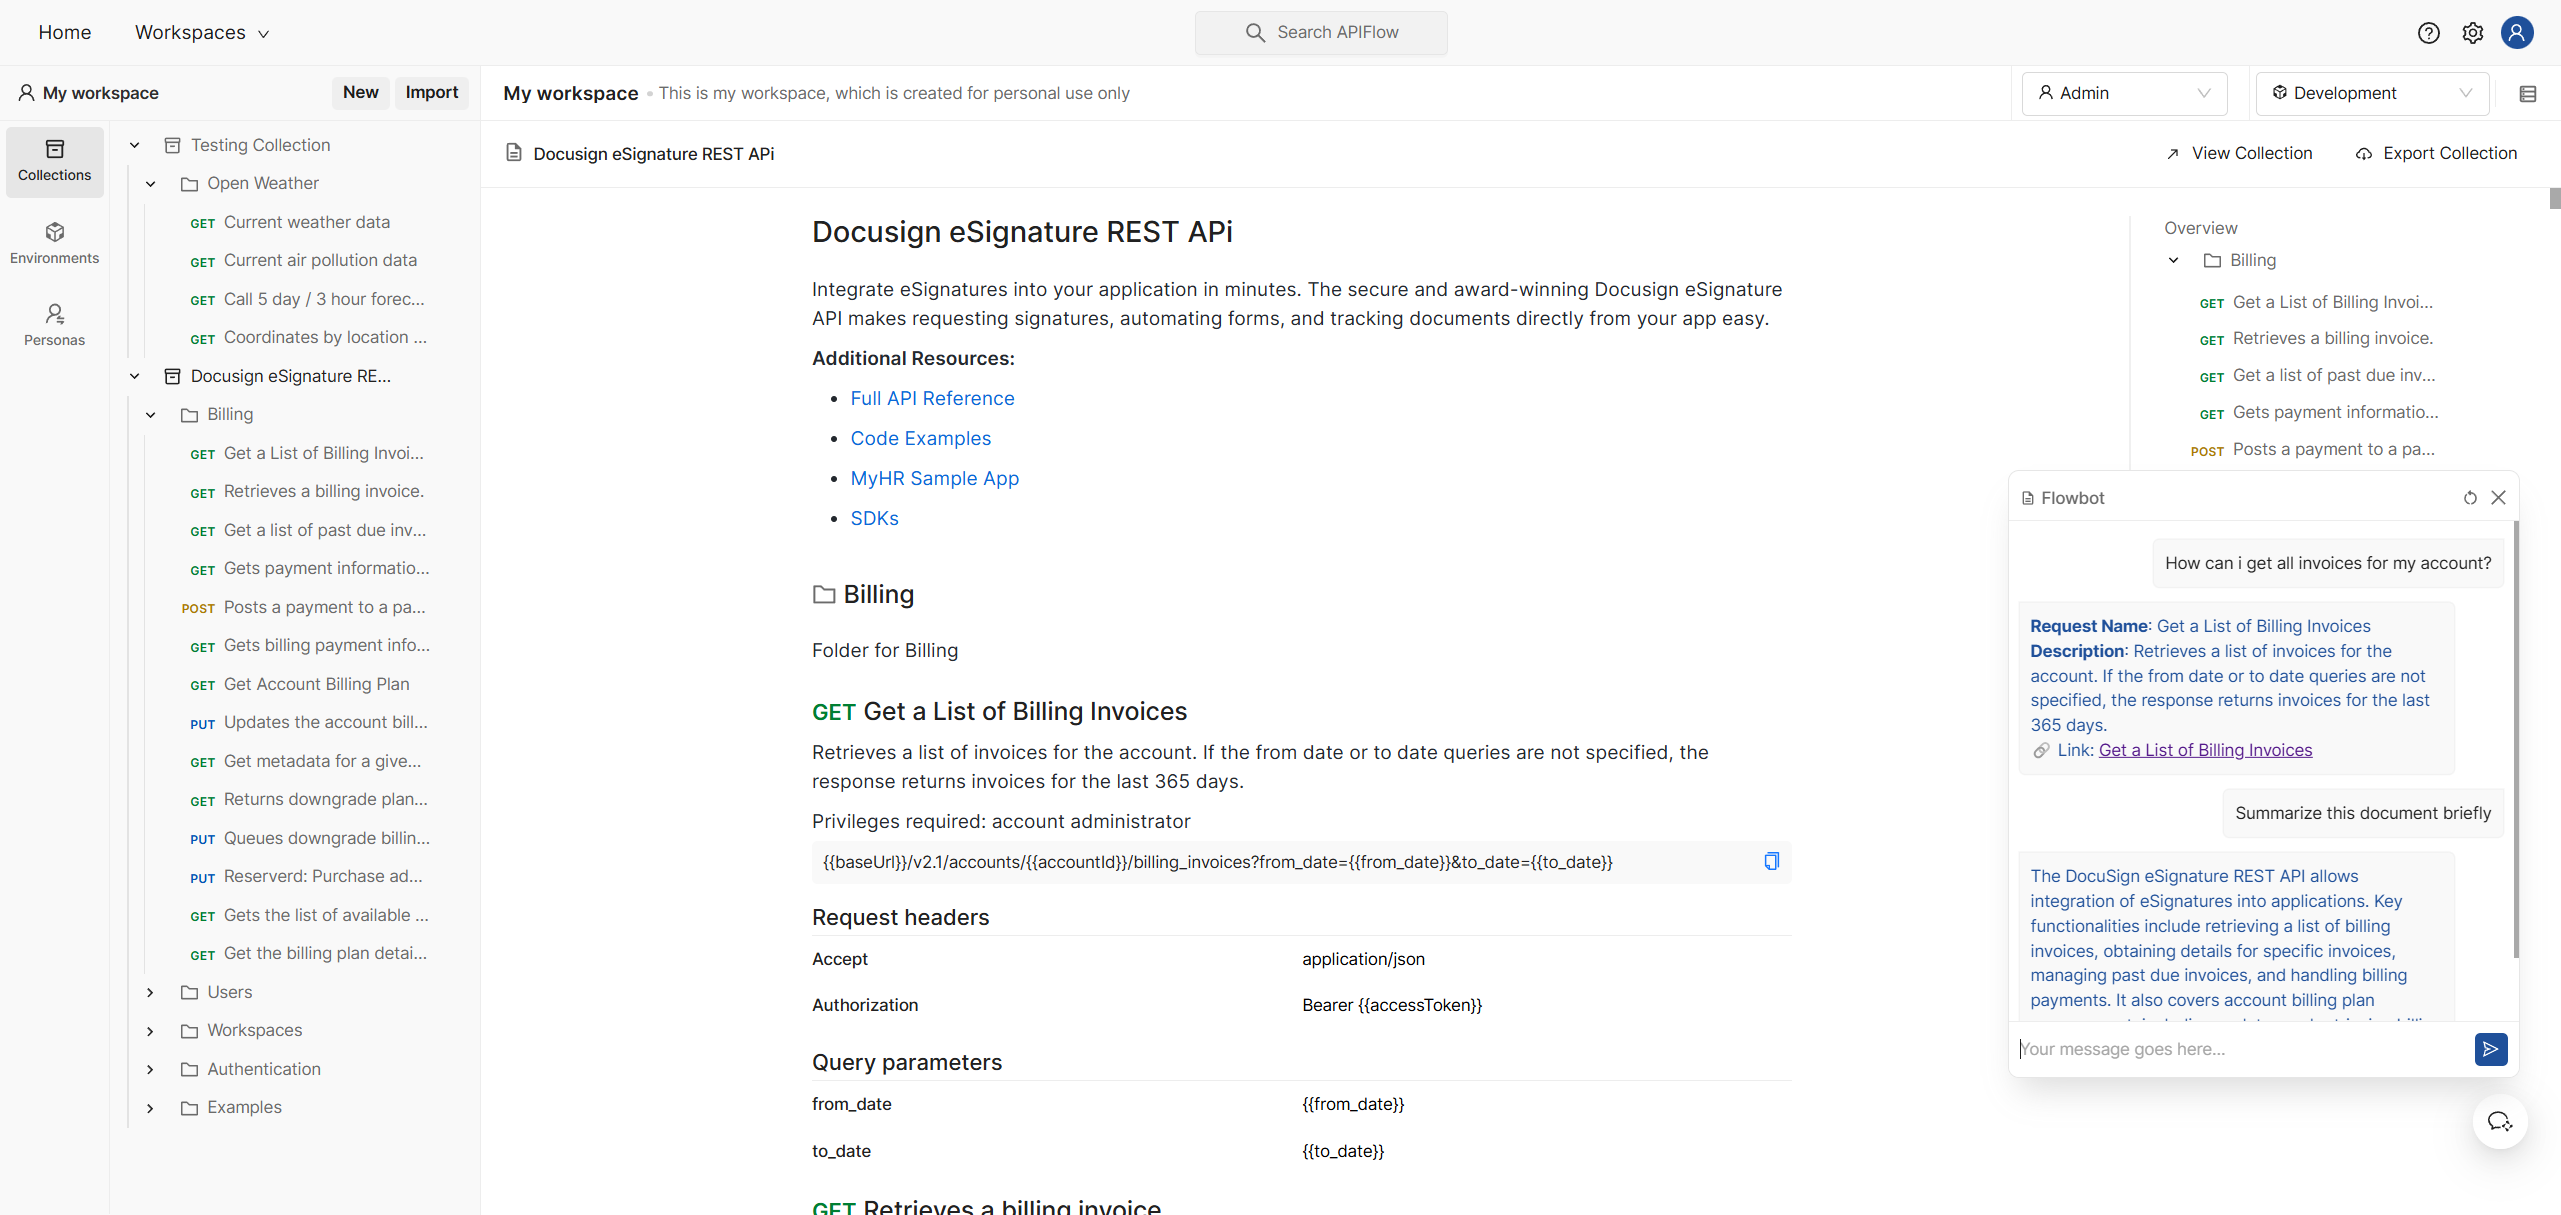 Home
Workspaces
Search APIFlow
My workspace
New
Import
My workspace
This is my workspace, which is created for personal use only
Admin
Development
Collections
Environments
Personas
Testing Collection
Open Weather
GET Current weather data
GET Current air pollution data
GET Call 5 day / 3 hour forec...
GET Coordinates by location ...
Docusign eSignature RE...
Billing
GET Get a List of Billing Invoi...
GET Retrieves a billing invoice.
GET Get a list of past due inv...
GET Gets payment informatio...
POST Posts a payment to a pa...
GET Gets billing payment info...
GET Get Account Billing Plan
PUT Updates the account bill...
GET Get metadata for a give...
GET Returns downgrade plan...
PUT Queues downgrade billin...
PUT Reserverd: Purchase ad...
GET Gets the list of available ...
GET Get the billing plan detai...
Users
Workspaces
Authentication
Examples
Docusign eSignature REST APi
View Collection
Export Collection
Docusign eSignature REST APi
Integrate eSignatures into your application in minutes. The secure and award-winning Docusign eSignature
API makes requesting signatures, automating forms, and tracking documents directly from your app easy.
Additional Resources:
• Full API Reference
• Code Examples
• MyHR Sample App
• SDKs
Billing
Folder for Billing
GET Get a List of Billing Invoices
Retrieves a list of invoices for the account. If the from date or to date queries are not specified, the
response returns invoices for the last 365 days.
Privileges required: account administrator
{{baseUrl}}/v2.1/accounts/{{accountId}}/billing_invoices?from_date={{from_date}}&to_date={{to_date}}
Request headers
Accept application/json
Authorization Bearer {{accessToken}}
Query parameters
from_date {{from_date}}
to_date {{to_date}}
GET Retrieves a billing invoice
Overview
Billing
GET Get a List of Billing Invoi...
GET Retrieves a billing invoice.
GET Get a list of past due inv...
GET Gets payment informatio...
POST Posts a payment to a pa...
Flowbot
How can i get all invoices for my account?
Request Name: Get a List of Billing Invoices
Description: Retrieves a list of invoices for the
account. If the from date or to date queries are not
specified, the response returns invoices for the last
365 days.
Link: Get a List of Billing Invoices
Summarize this document briefly
The DocuSign eSignature REST API allows
integration of eSignatures into applications. Key
functionalities include retrieving a list of billing
invoices, obtaining details for specific invoices,
managing past due invoices, and handling billing
payments. It also covers account billing plan
Your message goes here...